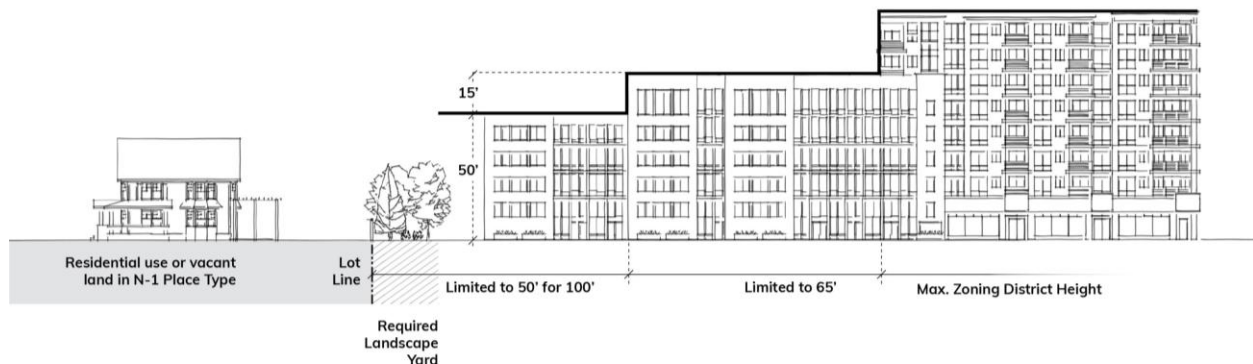 15’
50’
Residential use or vacant
land in N-1 Place Type
Lot
Line
Limited to 50’ for 100’
Limited to 65’
Max. Zoning District Height
Required
Landscape
Yard